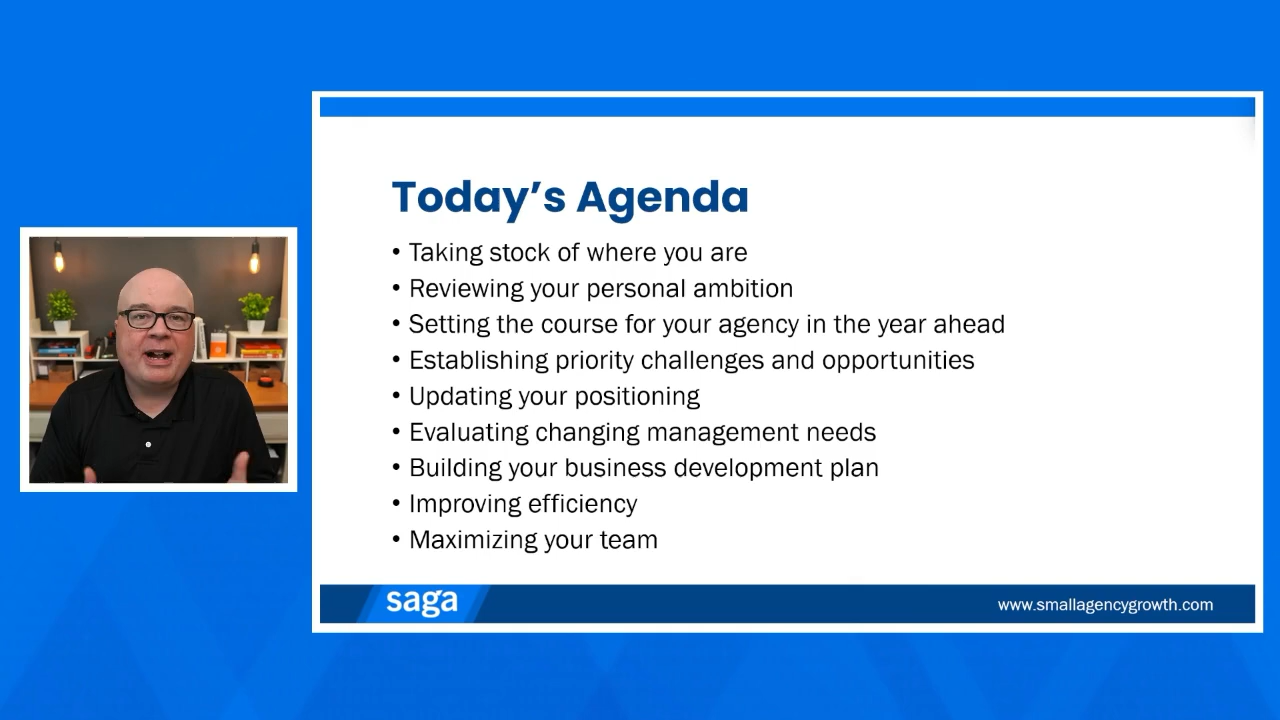 Today's Agenda
• Taking stock of where you are
• Reviewing your personal ambition
• Setting the course for your agency in the year ahead
• Establishing priority challenges and opportunities
• Updating your positioning
• Evaluating changing management needs
• Building your business development plan
• Improving efficiency
• Maximizing your team
saga
www.smallagencygrowth.com